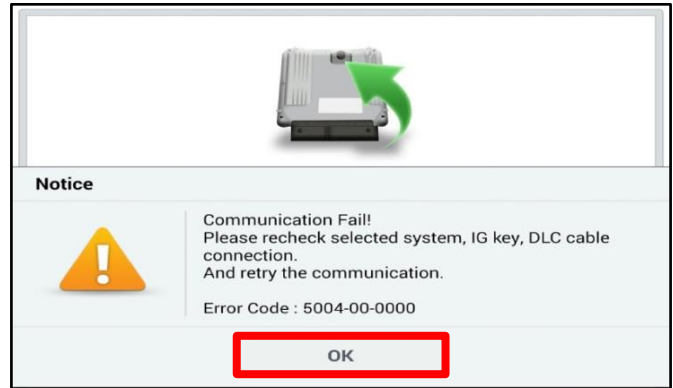 Notice
Communication Fail!
Please recheck selected system, IG key, DLC cable
connection.
And retry the communication.
Error Code : 5004-00-0000
OK